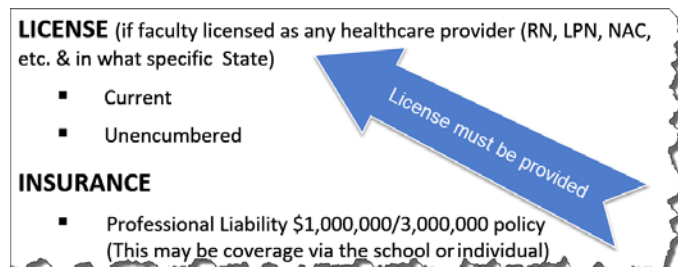 LICENSE (if faculty licensed as any healthcare provider (RN, LPN, NAC,
etc. & in what specific State)
▪ Current
▪ Unencumbered
License must be provided
INSURANCE
▪ Professional Liability $1,000,000/3,000,000 policy
(This may be coverage via the school or individual)